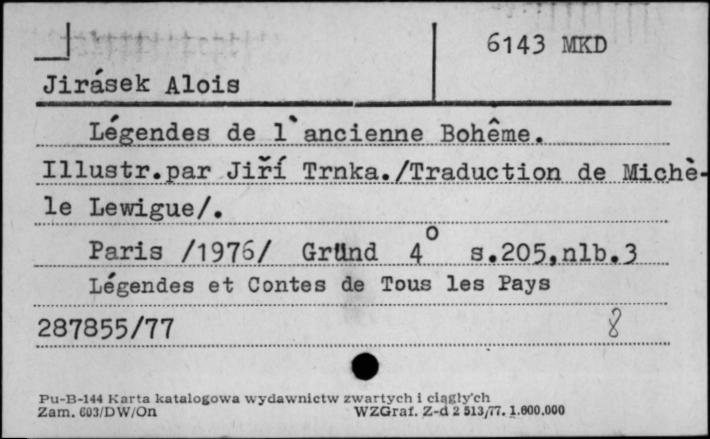 6143 MKD
Jirásek Alois
Légendes de l`ancienne Bohême.
Illustr.par Jiří Trnka./Traduction de Michè-
le Lewigue/.
Paris /1976/ Gründ 4° s.205,nlb.3
Légendes et Contes de Tous les Pays
287855/77 8
Pu-B-144 Karta katalogowa wydawnictw zwartych i ciągłych
Zam. 603/DW/On WZGraf. Z-d 2 513/77. 1.600.000